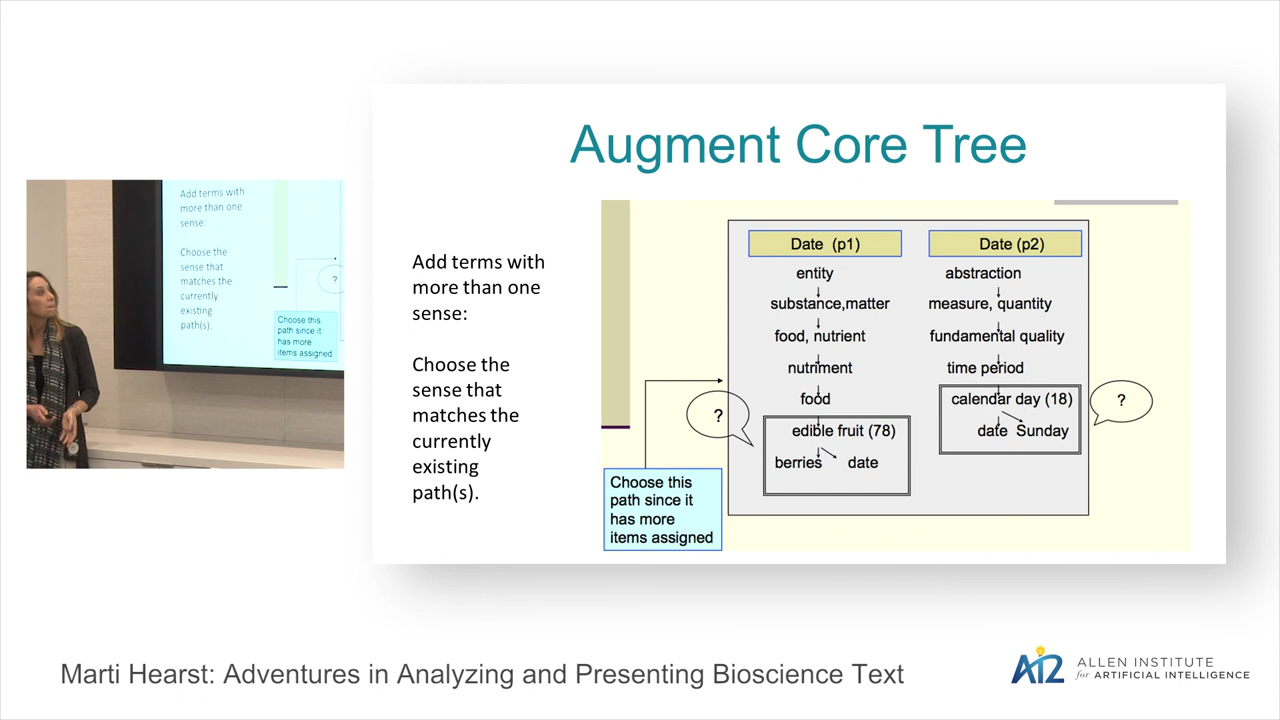 Augment Core Tree
Add terms with
more than one
sense:
Choose the
sense that
matches the
currently
existing
path(s).
Date (p1)
entity
substance,matter
food, nutrient
nutriment
food
edible fruit (78)
berries date
Date (p2)
abstraction
measure, quantity
fundamental quality
time period
calendar day (18)
date Sunday
?
?
Choose this
path since it
has more
items assigned
Add terms with
more than one
sense:
Choose the
sense that
matches the
currently
existing
path(s).
?
Choose this
path since it
has more
items assigned
Marti Hearst: Adventures in Analyzing and Presenting Bioscience Text
AI2
ALLEN INSTITUTE
for ARTIFICIAL INTELLIGENCE